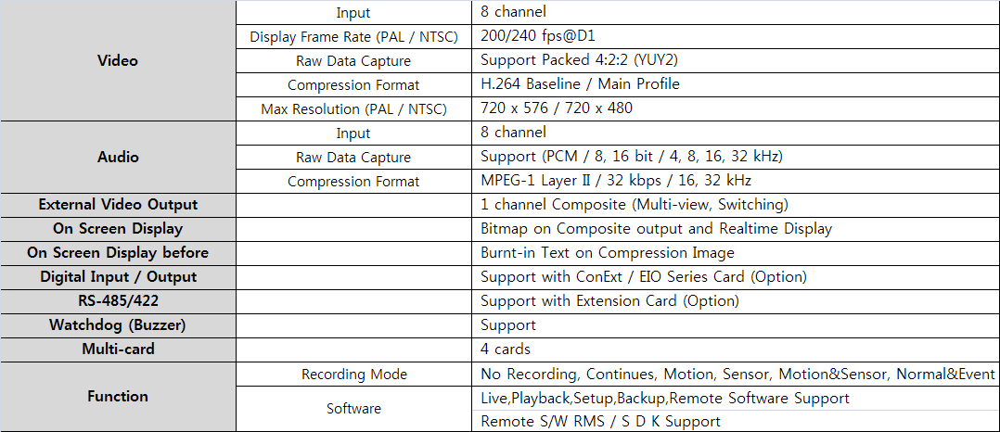 Video Input 8 channel
Display Frame Rate (PAL / NTSC) 200/240 fps@D1
Raw Data Capture Support Packed 4:2:2 (YUY2)
Compression Format H.264 Baseline / Main Profile
Max Resolution (PAL / NTSC) 720 x 576 / 720 x 480
Audio Input 8 channel
Raw Data Capture Support (PCM / 8, 16 bit / 4, 8, 16, 32 kHz)
Compression Format MPEG-1 Layer II / 32 kbps / 16, 32 kHz
External Video Output 1 channel Composite (Multi-view, Switching)
On Screen Display Bitmap on Composite output and Realtime Display
On Screen Display before Burnt-in Text on Compression Image
Digital Input / Output Support with ConExt / EIO Series Card (Option)
RS-485/422 Support with Extension Card (Option)
Watchdog (Buzzer) Support
Multi-card 4 cards
Function Recording Mode No Recording, Continues, Motion, Sensor, Motion&Sensor, Normal&Event
Software Live,Playback,Setup,Backup,Remote Software Support
Remote S/W RMS / S D K Support